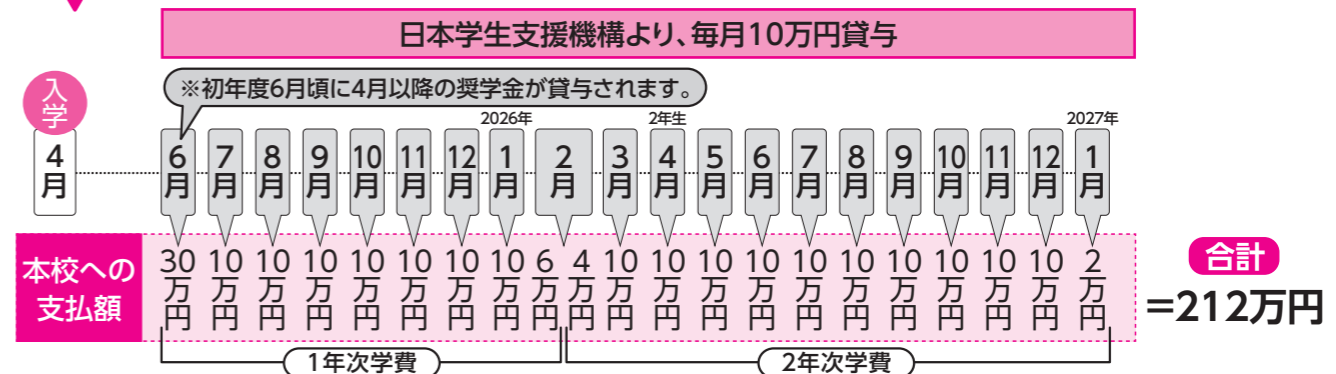 日本学生支援機構より、毎月10万円貸与
入学
※初年度6月頃に4月以降の奨学金が貸与されます。
2026年 2年生 2027年
4月 6月 7月 8月 9月 10月 11月 12月 1月 2月 3月 4月 5月 6月 7月 8月 9月 10月 11月 12月 1月
本校への支払額 30万円 10万円 10万円 10万円 10万円 10万円 10万円 10万円 6万円 4万円 10万円 10万円 10万円 10万円 10万円 10万円 10万円 10万円 10万円 10万円 2万円
合計
=212万円
1年次学費 2年次学費